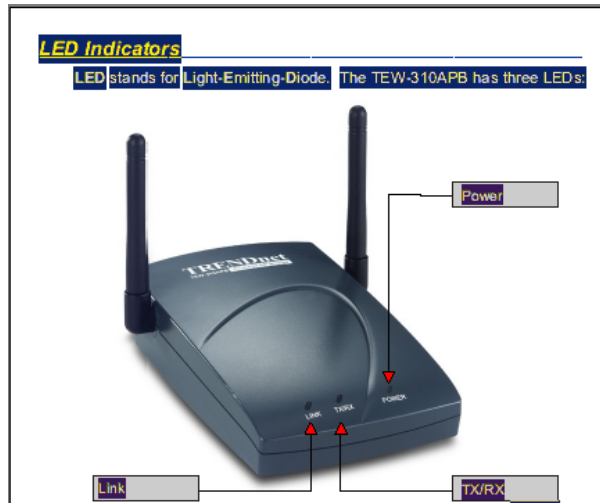 LED Indicators
LED stands for Light-Emitting-Diode. The TEW-310APB has three LEDs:
Power
TRENDnet
LINK TX/RX POWER
Link
TX/RX